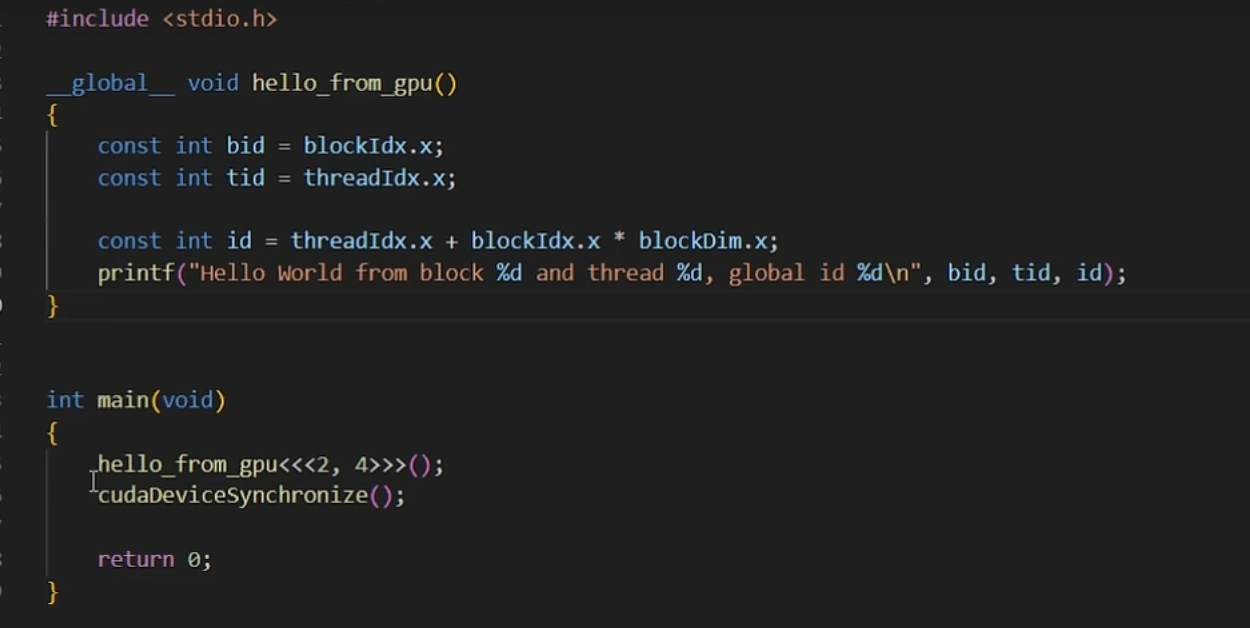 #include <stdio.h>
__global__ void hello_from_gpu()
{
const int bid = blockIdx.x;
const int tid = threadIdx.x;
const int id = threadIdx.x + blockIdx.x * blockDim.x;
printf("Hello World from block %d and thread %d, global id %d\n", bid, tid, id);
}
int main(void)
{
hello_from_gpu<<<2, 4>>>();
cudaDeviceSynchronize();
return 0;
}